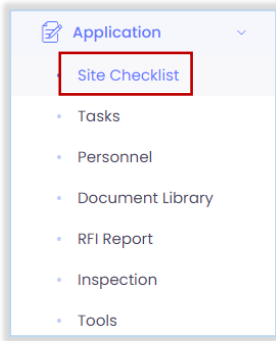 Application
Site Checklist
Tasks
Personnel
Document Library
RFI Report
Inspection
Tools